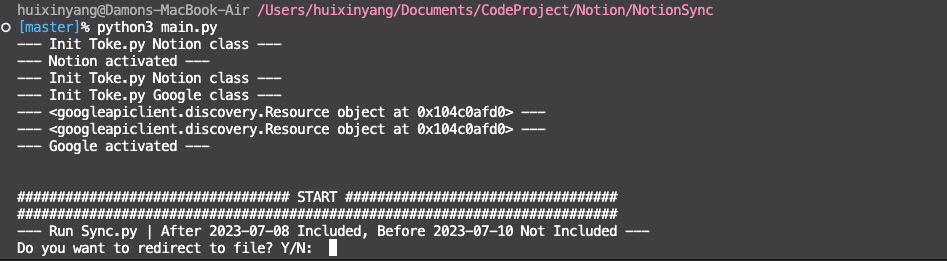 huixinyang@Damons-MacBook-Air /Users/huixinyang/Documents/CodeProject/Notion/NotionSync
[master]% python3 main.py
--- Init Toke.py Notion class ---
--- Notion activated ---
--- Init Toke.py Notion class ---
--- Init Toke.py Google class ---
--- <googleapiclient.discovery.Resource object at 0x104c0afd0> ---
--- <googleapiclient.discovery.Resource object at 0x104c0afd0> ---
--- Google activated ---
################################## START ##################################
###########################################################################
--- Run Sync.py | After 2023-07-08 Included, Before 2023-07-10 Not Included ---
Do you want to redirect to file? Y/N: